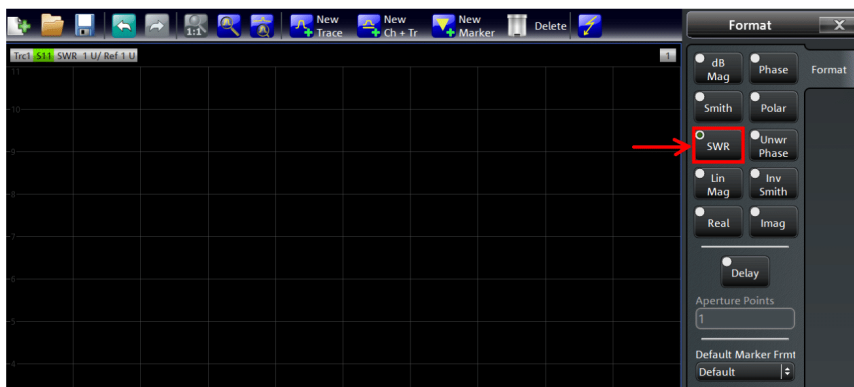 1:1
New
Trace
New
Ch + Tr
New
Marker
Delete
Format
X
Trc1 S11 SWR 1 U/ Ref 1 U
1
11
10
9
8
7
6
5
4
dB
Mag
Phase
Format
Smith
Polar
SWR
Unwr
Phase
Lin
Mag
Inv
Smith
Real
Imag
Delay
Aperture Points
1
Default Marker Frmt
Default